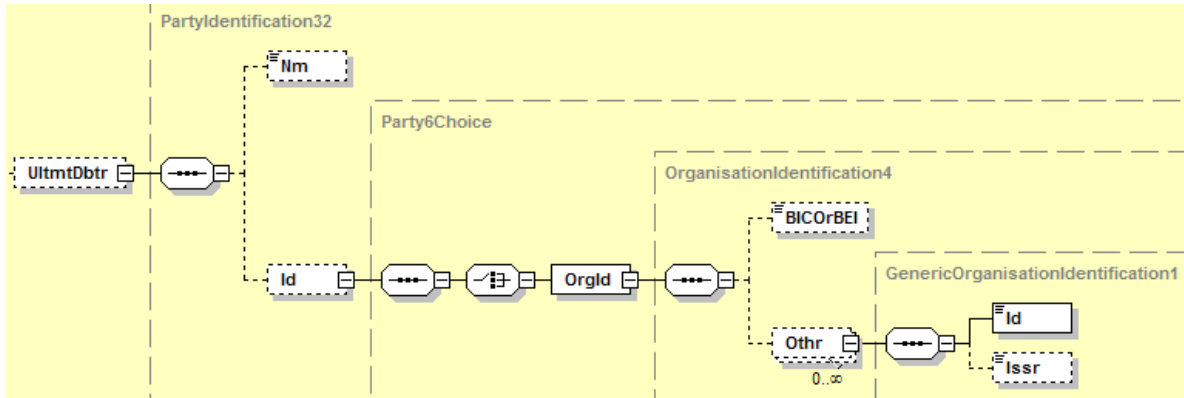 PartyIdentification32
Nm
Party6Choice
UltmtDbtr
OrganisationIdentification4
BICOrBEI
GenericOrganisationIdentification1
Id
OrgId
Id
Othr
0..∞
Issr